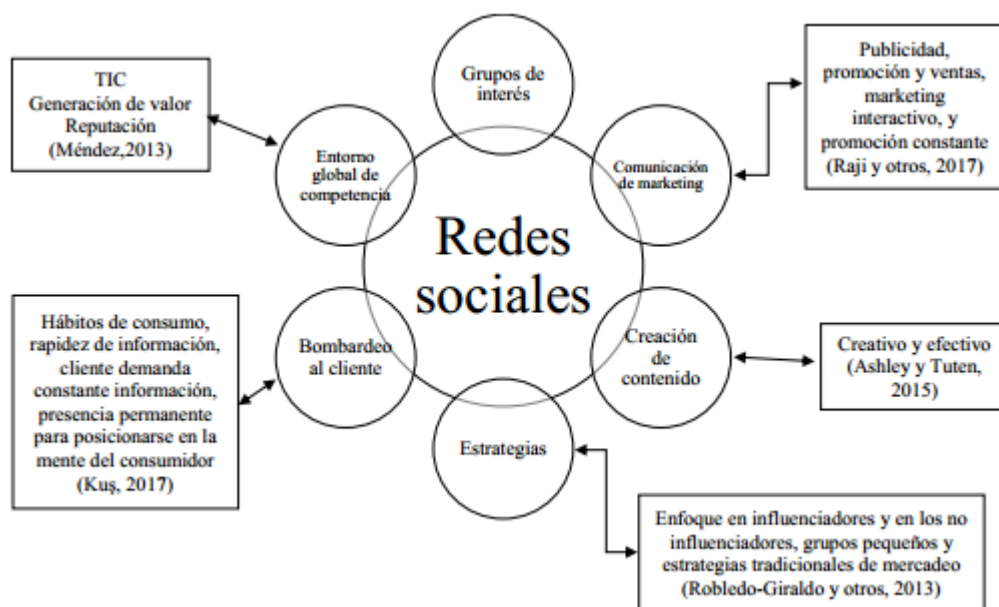 Grupos de
interés
Publicidad,
promoción y ventas,
marketing
interactivo, y
promoción constante
(Raji y otros, 2017)
TIC
Generación de valor
Reputación
(Méndez,2013)
Entorno
global de
competencia
Comunicación
de marketing
Redes
sociales
Hábitos de consumo,
rapidez de información,
cliente demanda
constante información,
presencia permanente
para posicionarse en la
mente del consumidor
(Kuş, 2017)
Bombardeo
al cliente
Creación
de
contenido
Creativo y efectivo
(Ashley y Tuten,
2015)
Estrategias
Enfoque en influenciadores y en los no
influenciadores, grupos pequeños y
estrategias tradicionales de mercadeo
(Robledo-Giraldo y otros, 2013)